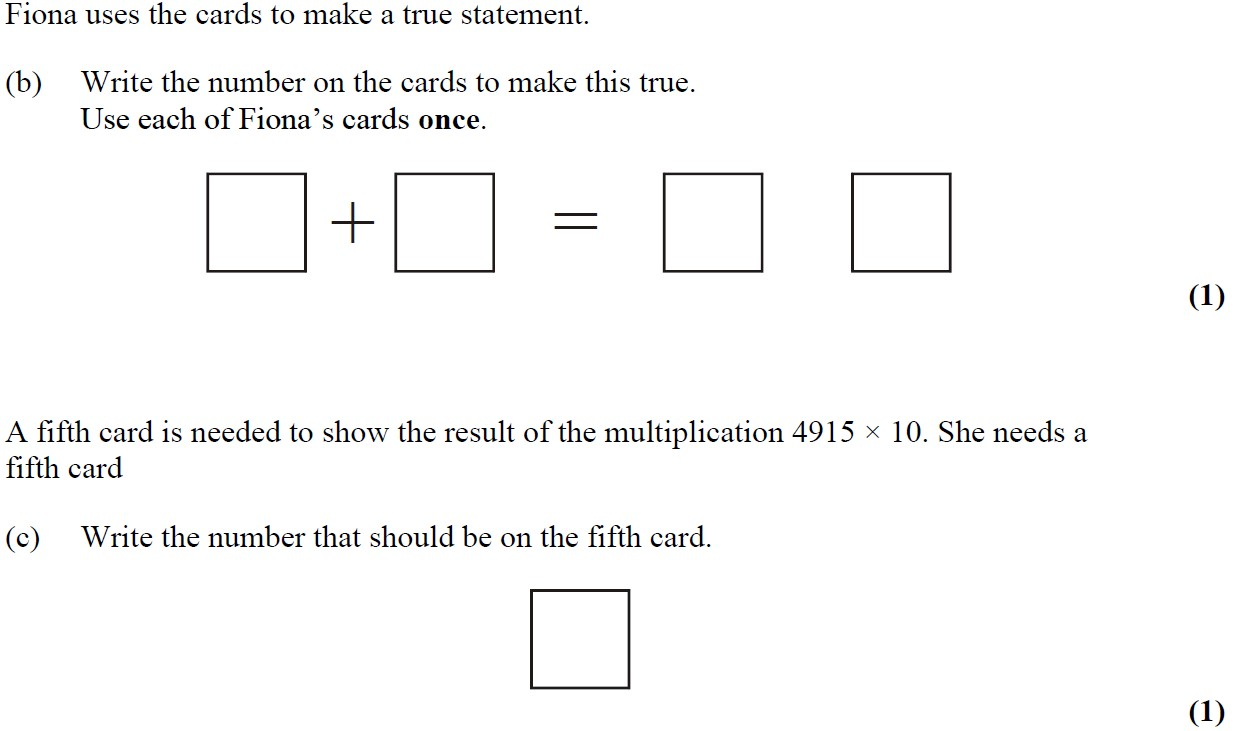 Fiona uses the cards to make a true statement.
(b) Write the number on the cards to make this true.
Use each of Fiona’s cards once.
+ =
(1)
A fifth card is needed to show the result of the multiplication 4915 × 10. She needs a
fifth card
(c) Write the number that should be on the fifth card.
(1)